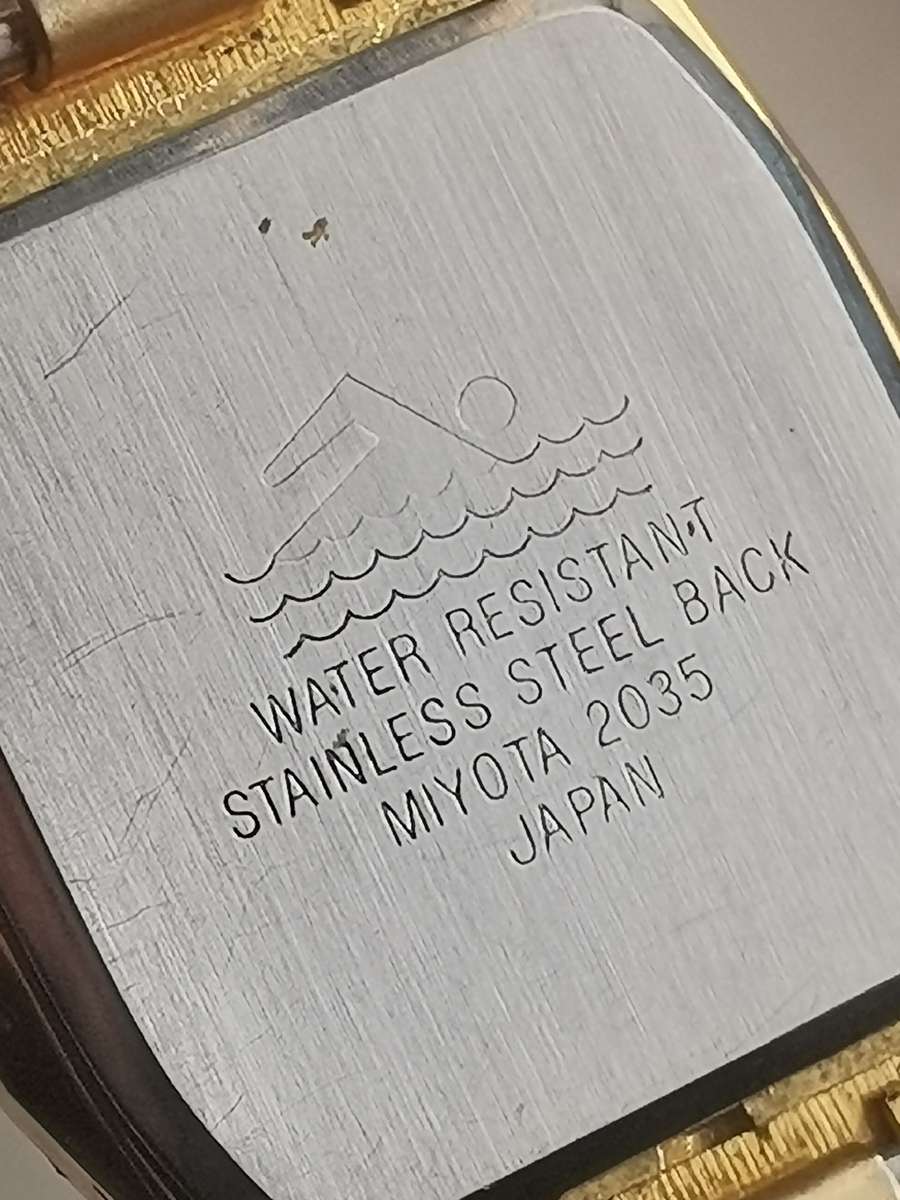 WATER RESISTANT
STAINLESS STEEL BACK
MIYOTA 2035
JAPAN